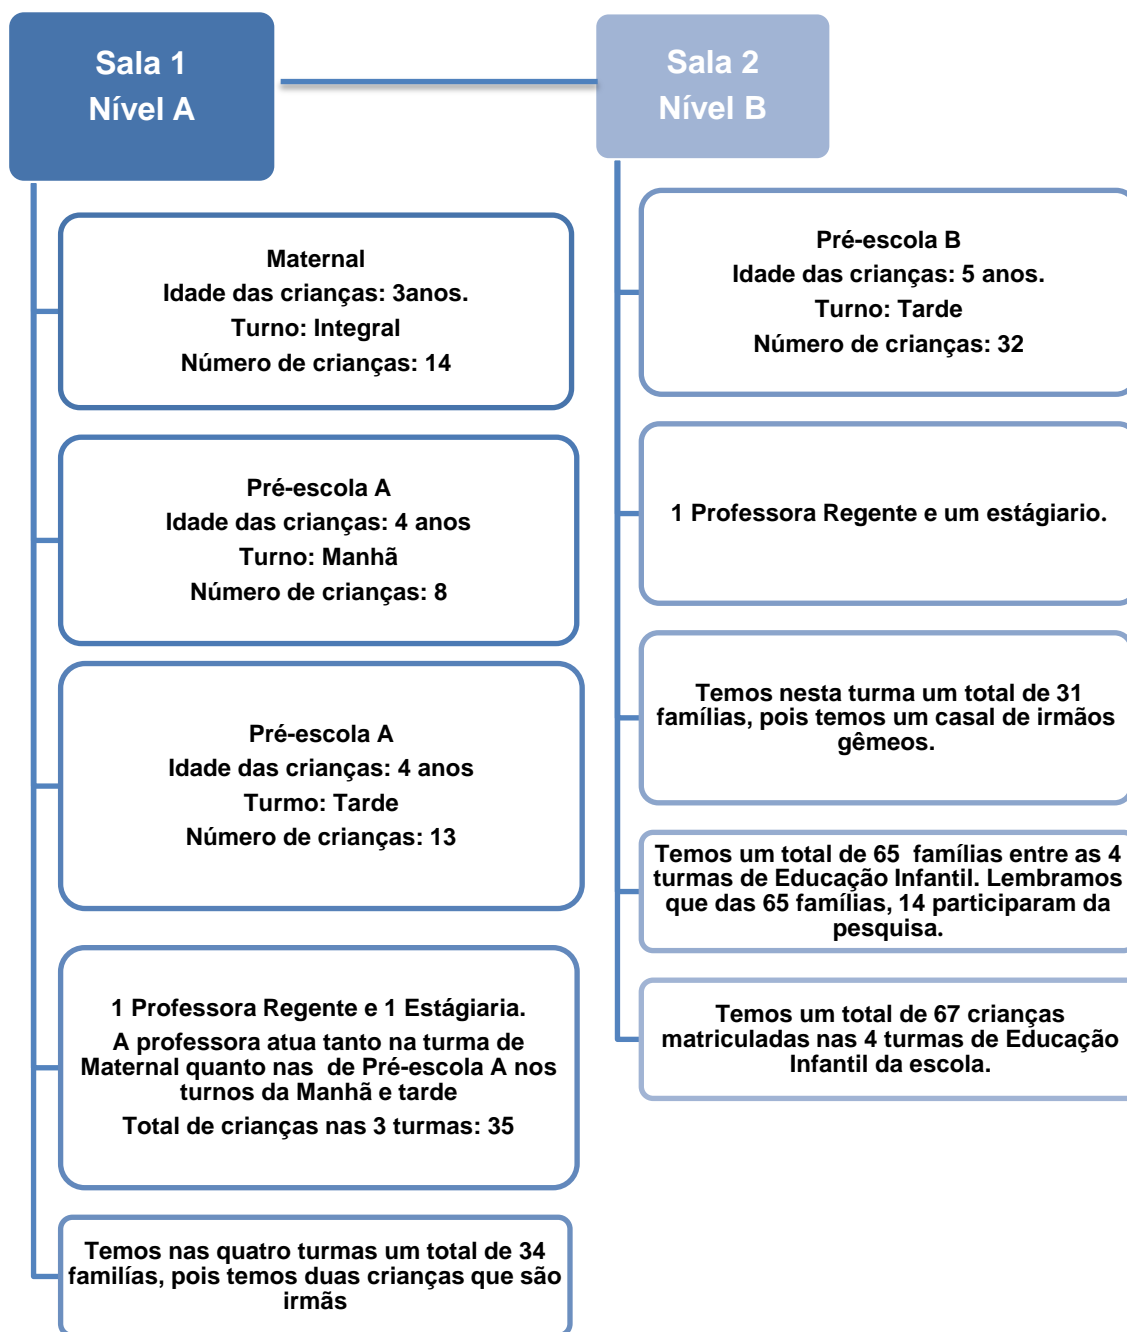 Sala 1
Nível A
Maternal
Idade das crianças: 3anos.
Turno: Integral
Número de crianças: 14
Pré-escola A
Idade das crianças: 4 anos
Turno: Manhã
Número de crianças: 8
Pré-escola A
Idade das crianças: 4 anos
Turmo: Tarde
Número de crianças: 13
1 Professora Regente e 1 Estágiaria.
A professora atua tanto na turma de
Maternal quanto nas  de Pré-escola A nos
turnos da Manhã e tarde
Total de crianças nas 3 turmas: 35
Temos nas quatro turmas um total de 34
familías, pois temos duas crianças que são
irmãs
Sala 2
Nível B
Pré-escola B
Idade das crianças: 5 anos.
Turno: Tarde
Número de crianças: 32
1 Professora Regente e um estágiario.
Temos nesta turma um total de 31
famílias, pois temos um casal de irmãos
gêmeos.
Temos um total de 65  famílias entre as 4
turmas de Educação Infantil. Lembramos
que das 65 famílias, 14 participaram da
pesquisa.
Temos um total de 67 crianças
matriculadas nas 4 turmas de Educação
Infantil da escola.